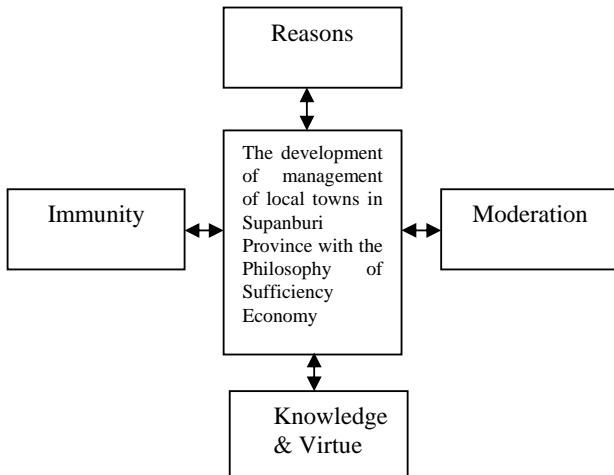 Reasons
The development
of management
of local towns in
Supanburi
Province with the
Philosophy of
Sufficiency
Economy
Immunity
Moderation
Knowledge
& Virtue